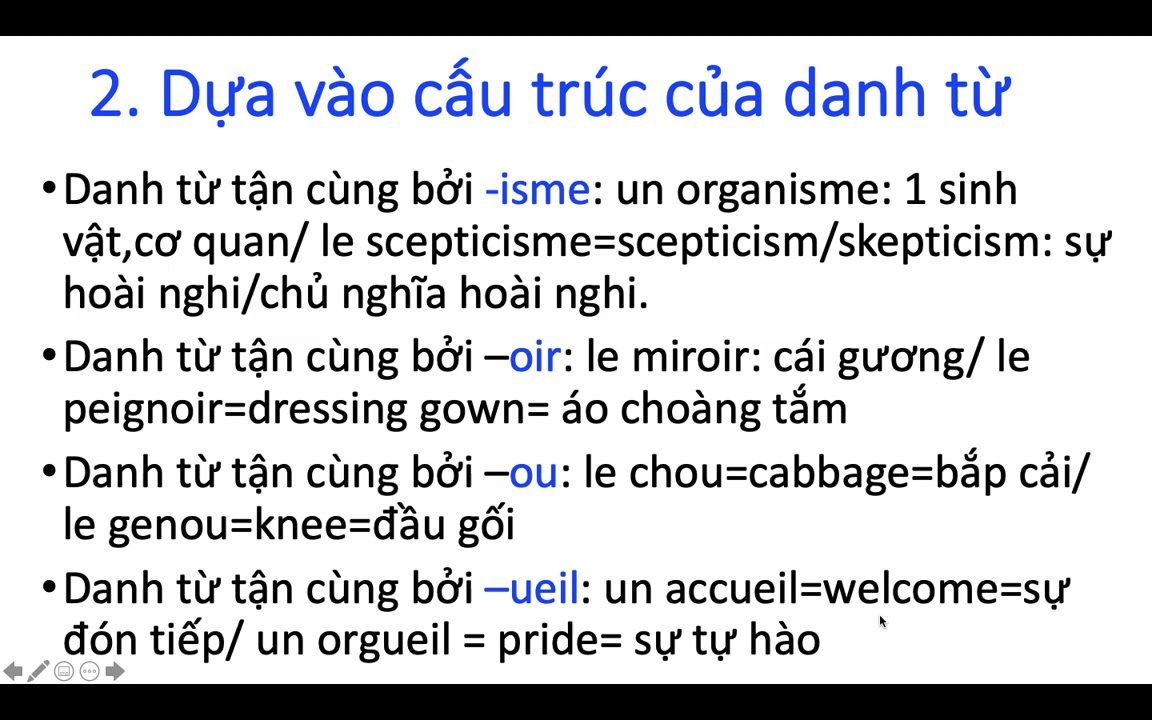 2. Dựa vào cấu trúc của danh từ
•Danh từ tận cùng bởi -isme: un organisme: 1 sinh
vật,cơ quan/ le scepticisme=scepticism/skepticism: sự
hoài nghi/chủ nghĩa hoài nghi.
•Danh từ tận cùng bởi –oir: le miroir: cái gương/ le
peignoir=dressing gown= áo choàng tắm
•Danh từ tận cùng bởi –ou: le chou=cabbage=bắp cải/
le genou=knee=đầu gối
•Danh từ tận cùng bởi –ueil: un accueil=welcome=sự
đón tiếp/ un orgueil = pride= sự tự hào